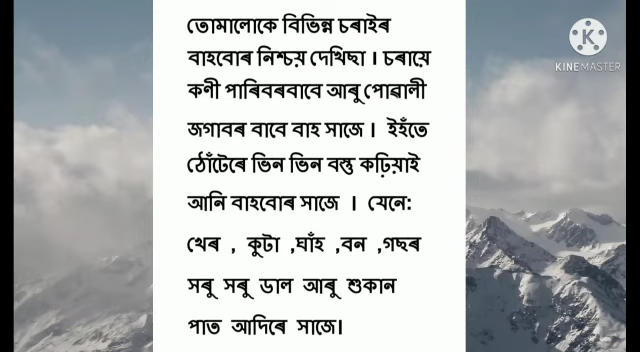 তোমালোকে বিভিন্ন চৰাইৰ
বাহবোৰ নিশ্চয় দেখিছা । চৰায়ে
কণী পাৰিবৰবাবে আৰু পোৱালী
জগাবৰ বাবে বাহ সাজে । ইহঁতে
ঠোঁটেৰে ভিন ভিন বস্তু কঢ়িয়াই
আনি বাহবোৰ সাজে । যেনে:
খেৰ , কুটা ,ঘাঁহ ,বন ,গছৰ
সৰু সৰু ডাল আৰু শুকান
পাত আদিৰে সাজে।
KINEMASTER